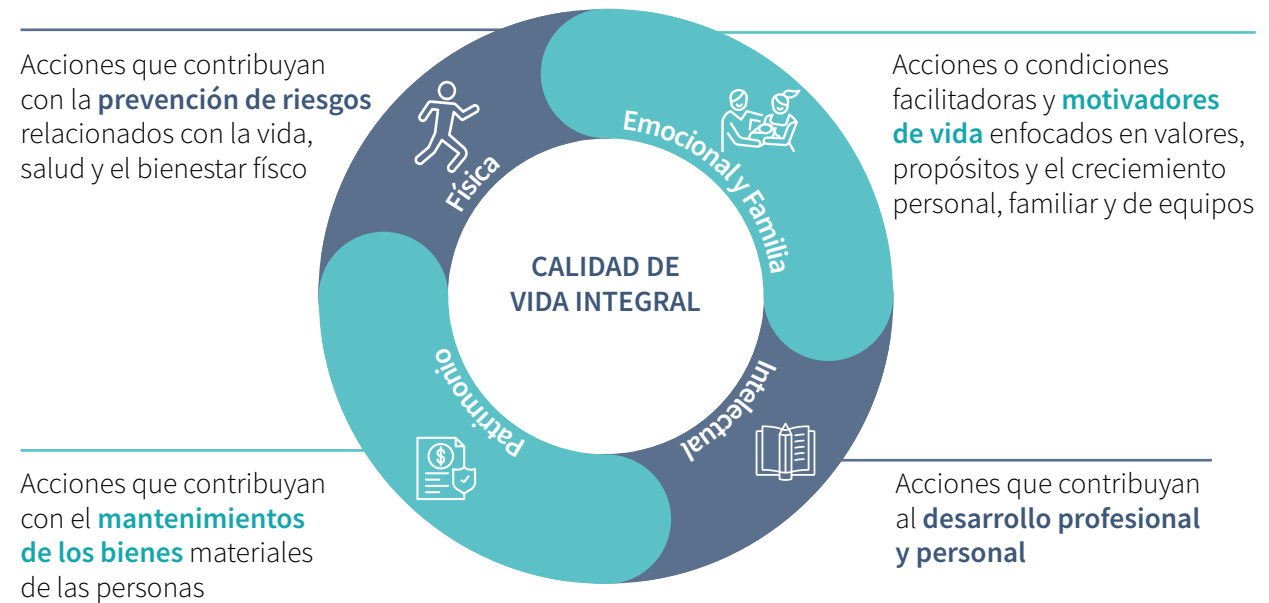 Acciones que contribuyan
con la prevención de riesgos
relacionados con la vida,
salud y el bienestar físco
Física
Emocional y Familia
Acciones o condiciones
facilitadoras y motivadores
de vida enfocados en valores,
propósitos y el creciemiento
personal, familiar y de equipos
CALIDAD DE
VIDA INTEGRAL
Patrimonio
$
Intelectual
Acciones que contribuyan
con el mantenimientos
de los bienes materiales
de las personas
Acciones que contribuyan
al desarrollo profesional
y personal